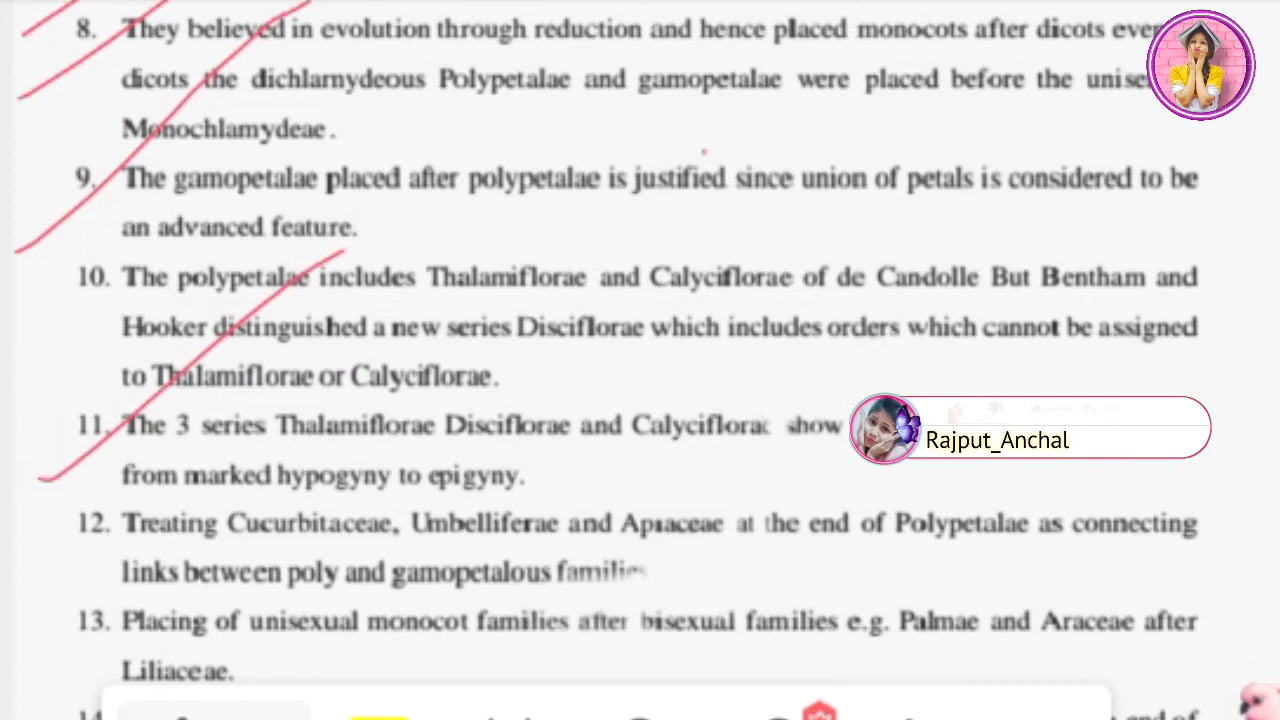 8. They believed in evolution through reduction and hence placed monocots after dicots even
dicots the dichlarnydeous Polypetalae and gamopetalae were placed before the
Monochlamydeae.
9. The gamopetalae placed after polypetalae is justified since union of petals is considered to be
an advanced feature.
10. The polypetalae includes Thalamiflorae and Calyciflorae of de Candolle But Bentham and
Hooker distinguished a new series Disciflorae which includes orders which cannot be assigned
to Thalamiflorae or Calyciflorae.
11. The 3 series Thalamiflorae Disciflorae and Calyciflorae show
Rajput_Anchal
from marked hypogyny to epigyny.
12. Treating Cucurbitaceae, Umbelliferae and Apiaceae at the end of Polypetalae as connecting
links between poly and gamopetalous families
13. Placing of unisexual monocot families after bisexual families e.g. Palmae and Araceae after
Liliaceae.
14. end of